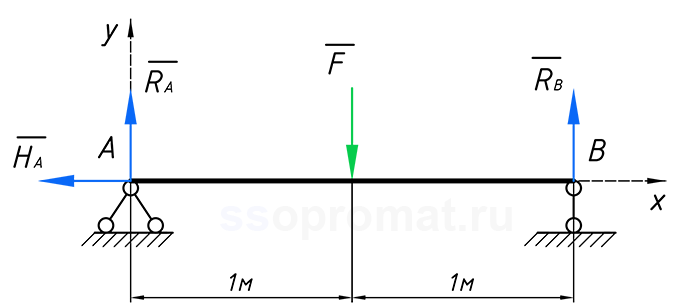 y
R_A
F
R_B
H_A
A
B
x
ssopromat.ru
1м
1м